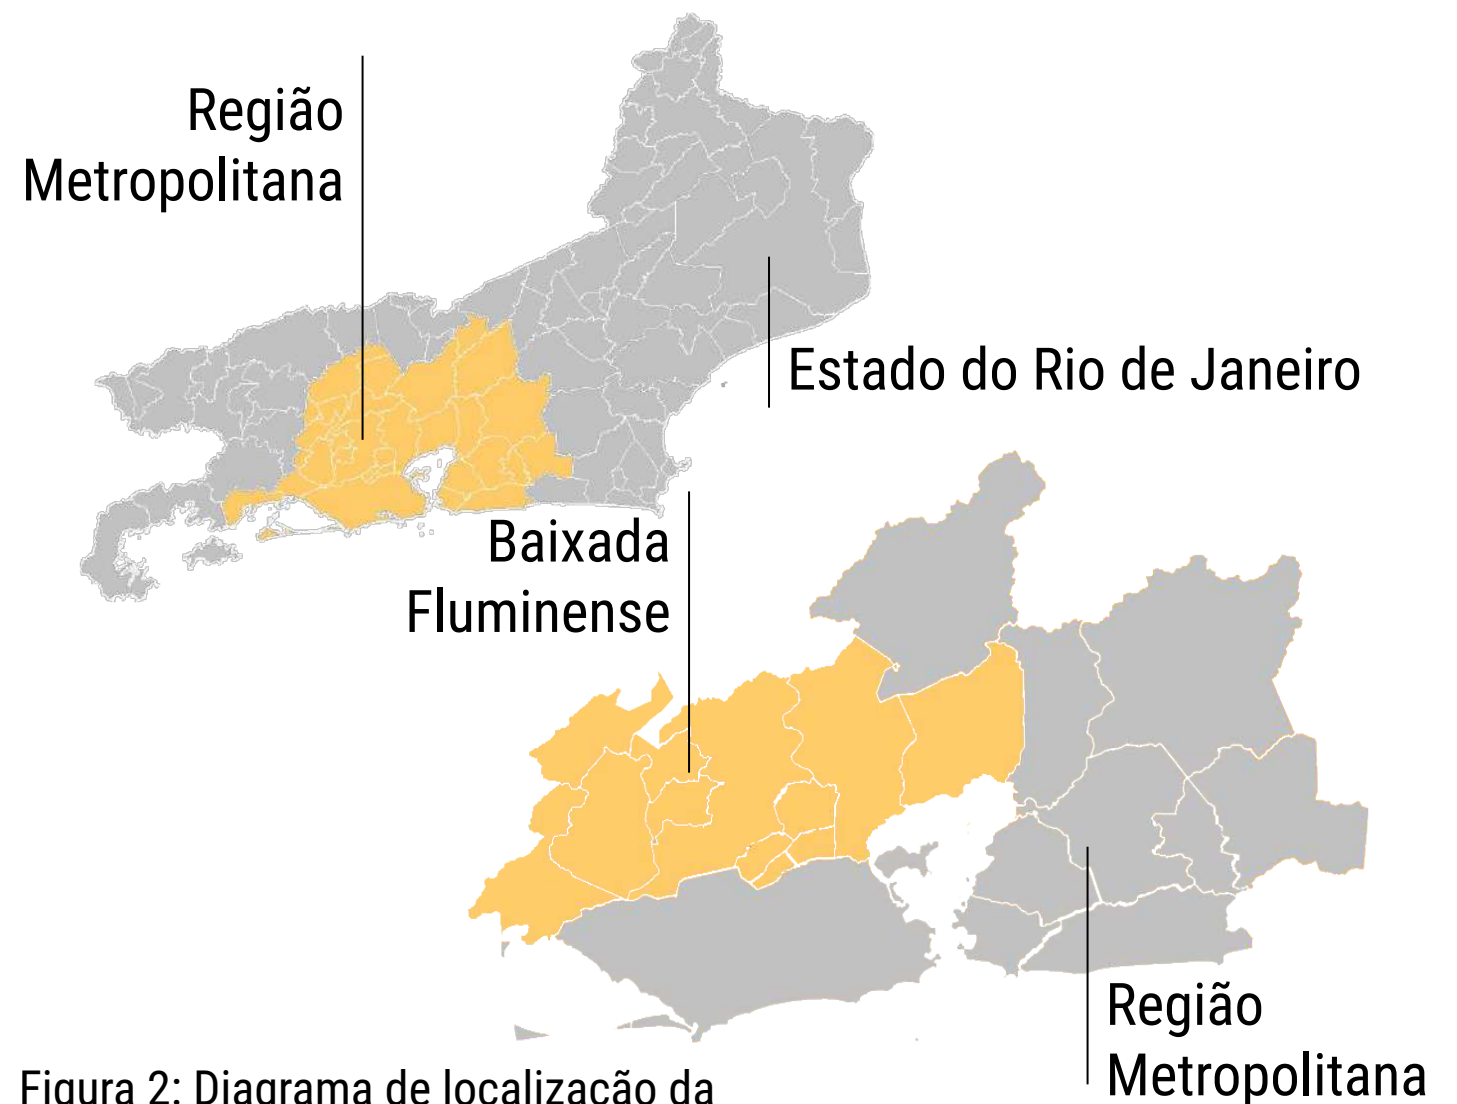 Região
Metropolitana
Estado do Rio de Janeiro
Baixada
Fluminense
Região
Metropolitana
Figura 2: Diagrama de localização da